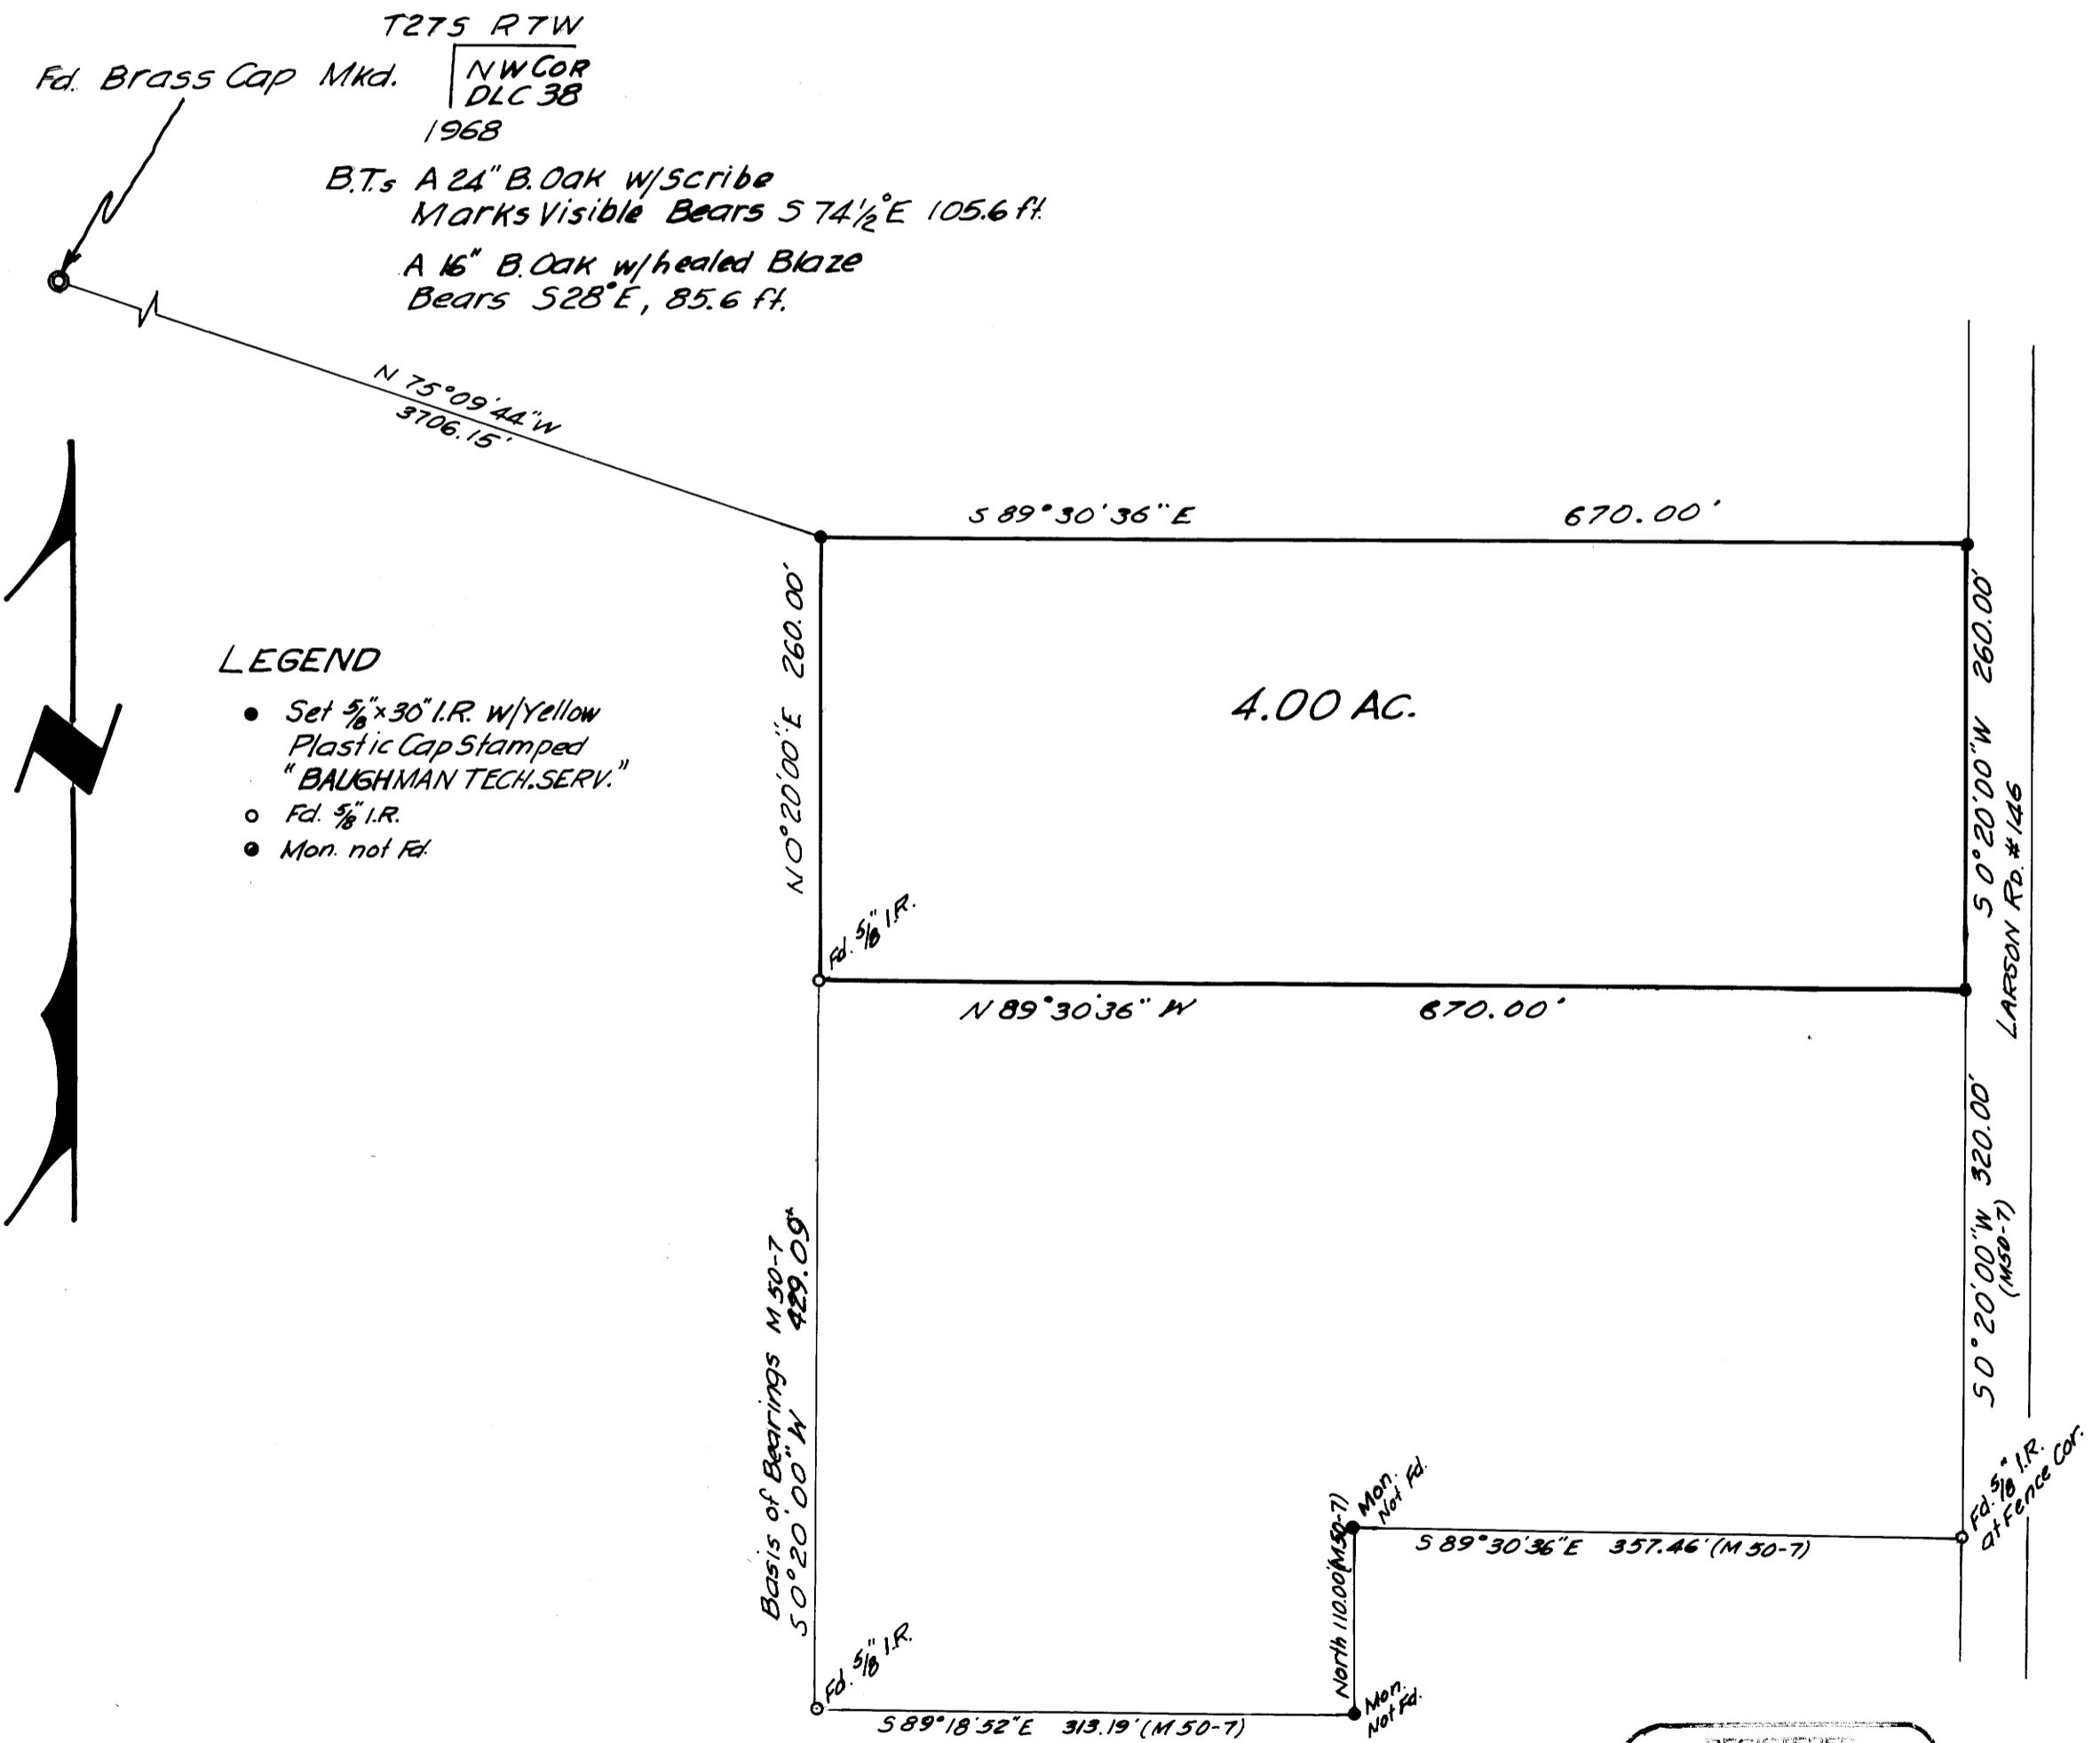 T27S R7W
Fd. Brass Cap Mkd.
NW COR
DLC 38
1968
B.T.s A 24" B. Oak w/Scribe
Marks Visible Bears S 74½°E 105.6 ft.
A 16" B. Oak w/healed Blaze
Bears S28°E, 85.6 ft.
N 75°09'44"W
3706.15'
S 89°30'36"E 670.00'
N 0°20'00"E 260.00'
4.00 AC.
S 0°20'00"W 260.00'
LARSON RD. #146
LEGEND
Set 5/8"x30" I.R. w/Yellow
Plastic Cap Stamped
"BAUGHMAN TECH. SERV."
Fd. 5/8" I.R.
Mon. not Fd.
Fd. 5/8" I.R.
N 89°30'36" W 670.00'
Basis of Bearings M 50-7
S 0°20'00" W 429.09'
S 0°20'00"W 320.00'
(M50-7)
Mon.
Not Fd.
Fd. 5/8" I.R.
at Fence Cor.
North 110.00' (M50-7)
S 89°30'36"E 357.46' (M 50-7)
Fd. 5/8" I.R.
Mon.
Not Fd.
S 89°18'52"E 313.19' (M 50-7)
REGISTERED